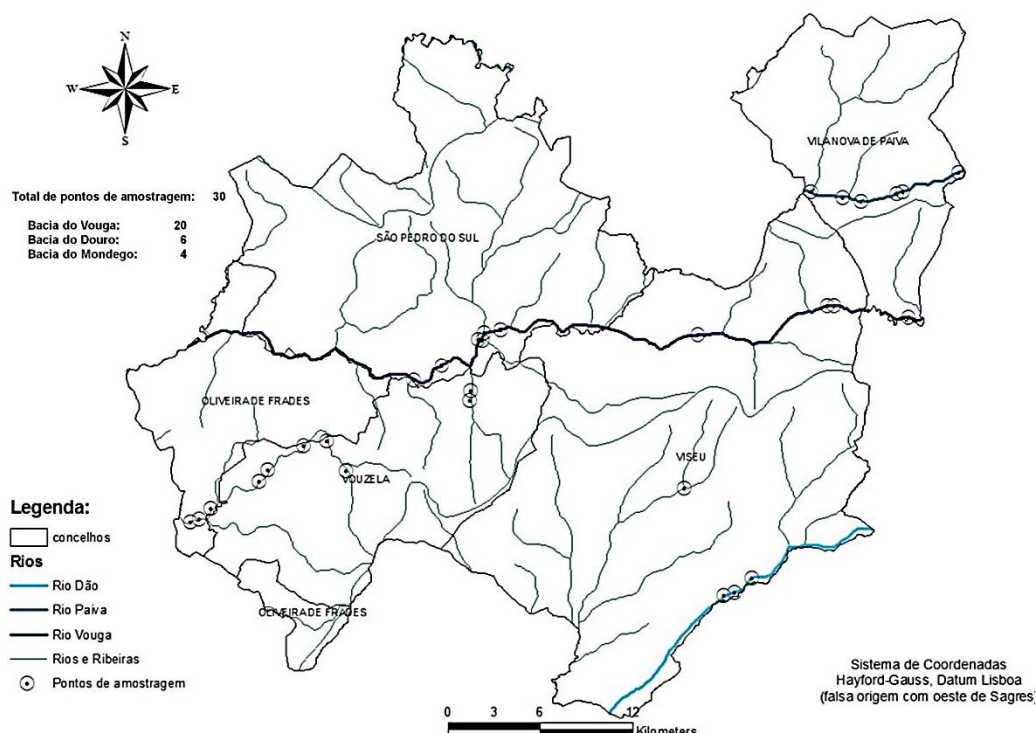 N
W E
S
VILA NOVA DE PAIVA
Total de pontos de amostragem: 30
Bacia do Vouga: 20
Bacia do Douro: 6
Bacia do Mondego: 4
SÃO PEDRO DO SUL
OLIVEIRA DE FRADES
VISEU
VOUZELA
OLIVEIRA DE FRADES
Legenda:
concelhos
Rios
Rio Dão
Rio Paiva
Rio Vouga
Rios e Ribeiras
Pontos de amostragem
Sistema de Coordenadas
Hayford-Gauss, Datum Lisboa
(falsa origem com oeste de Sagres)
0 3 6 12
Kilometers